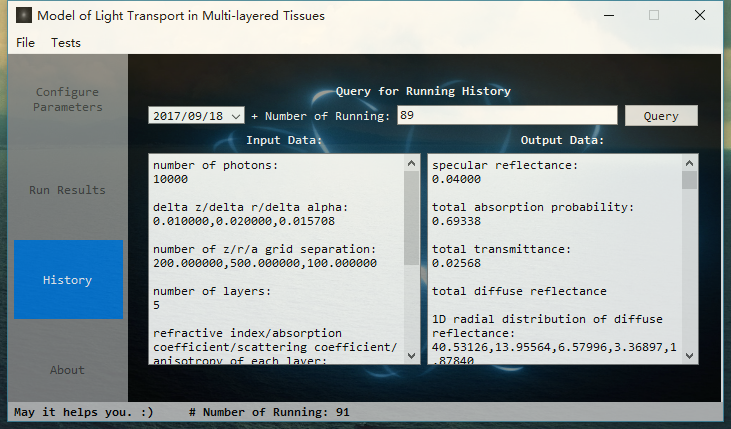 Model of Light Transport in Multi-layered Tissues
File Tests
Configure
Parameters
Run Results
History
About
Query for Running History
2017/09/18 + Number of Running: 89 Query
Input Data:
number of photons:
10000
delta z/delta r/delta alpha:
0.010000,0.020000,0.015708
number of z/r/a grid separation:
200.000000,500.000000,100.000000
number of layers:
5
refractive index/absorption
coefficient/scattering coefficient/
anisotropy of each layer:
Output Data:
specular reflectance:
0.04000
total absorption probability:
0.69338
total transmittance:
0.02568
total diffuse reflectance
1D radial distribution of diffuse
reflectance:
40.53126,13.95564,6.57996,3.36897,1
.87840
May it helps you. :) # Number of Running: 91